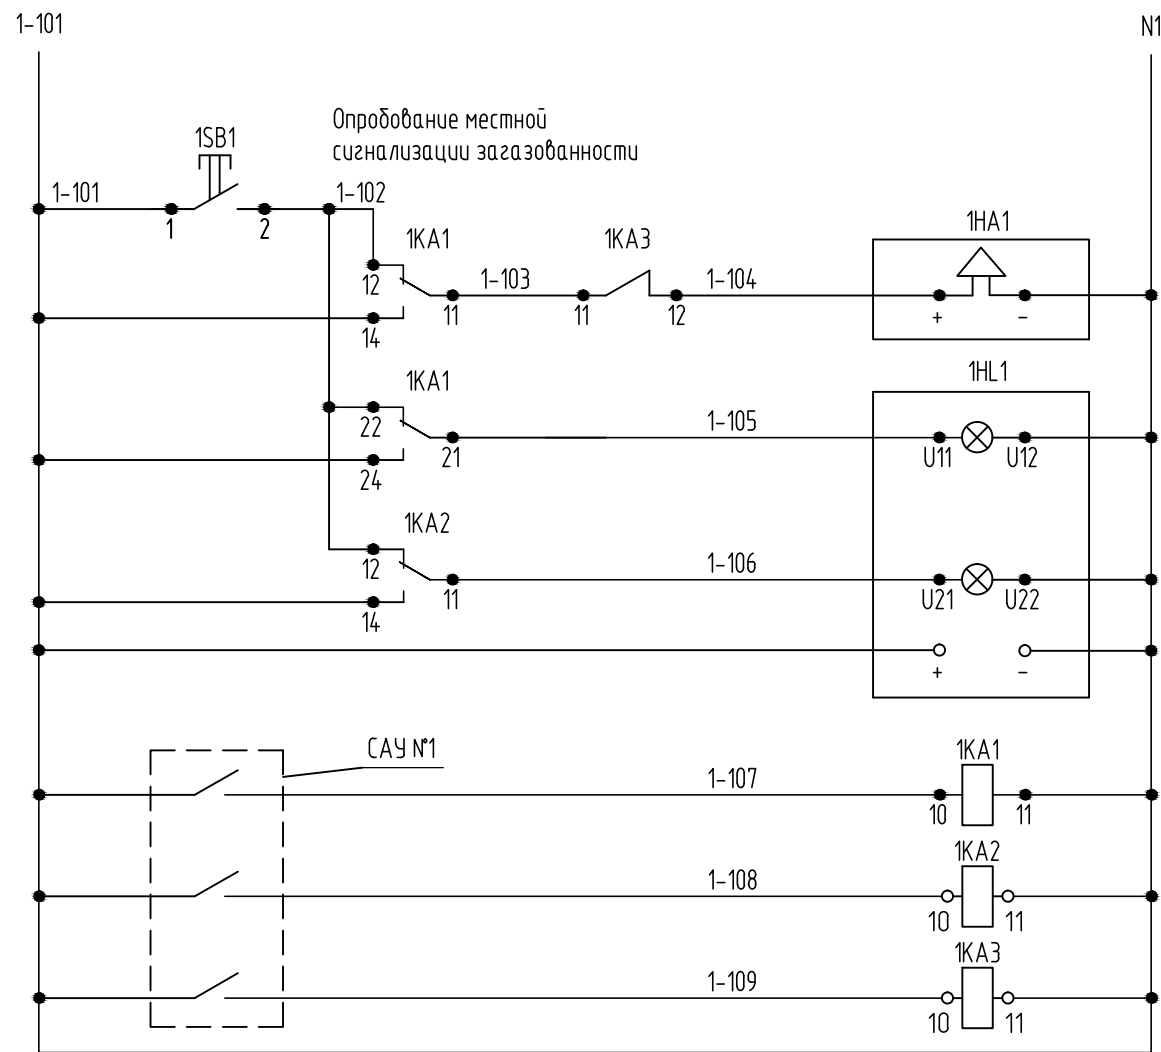 1-101
N1
Опробование местной
сигнализации загазованности
1SB1
1-101
1
2
1-102
1KA1
12
11
14
1-103
1KA3
11
12
1-104
1HA1
+
-
1KA1
22
21
24
1-105
1HL1
U11
U12
1KA2
12
11
14
1-106
U21
U22
+
-
САУ №1
1-107
1KA1
10
11
1-108
1KA2
10
11
1-109
1KA3
10
11